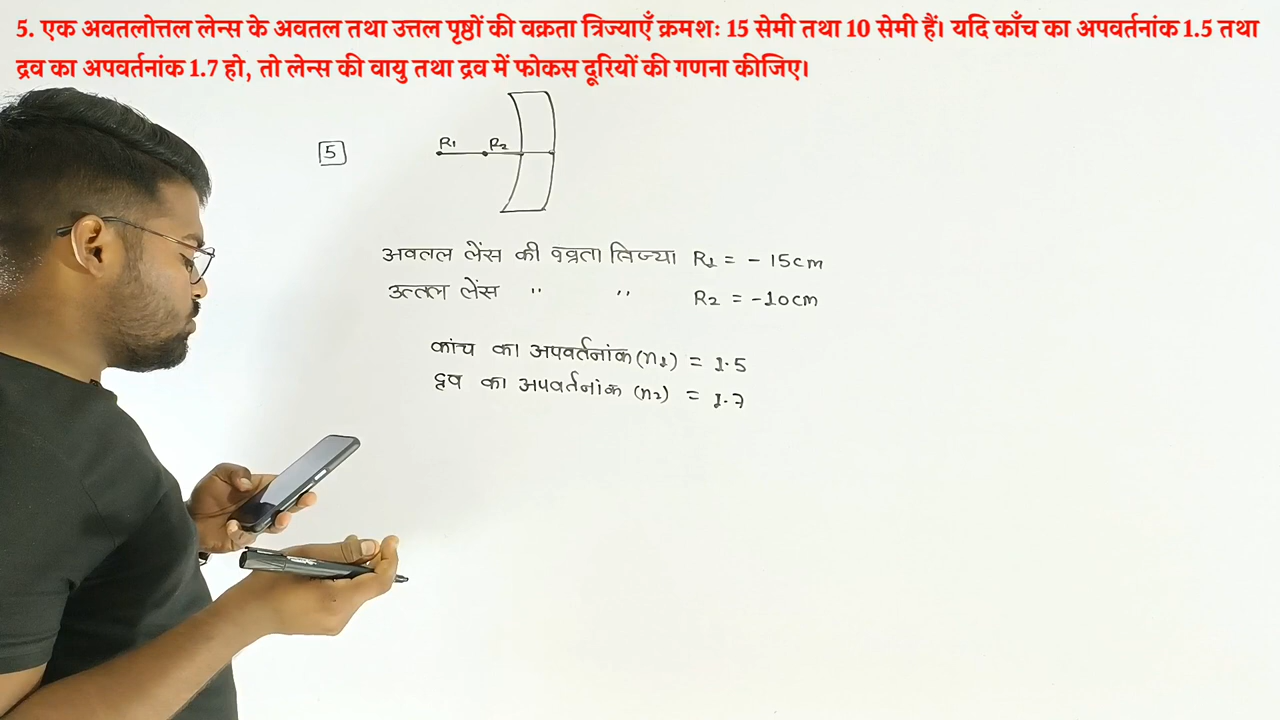 5. एक अवतलोत्तल लेन्स के अवतल तथा उत्तल पृष्ठों की वक्रता त्रिज्याएँ क्रमशः 15 सेमी तथा 10 सेमी हैं। यदि काँच का अपवर्तनांक 1.5 तथा
द्रव का अपवर्तनांक 1.7 हो, तो लेन्स की वायु तथा द्रव में फोकस दूरियों की गणना कीजिए।
5
R1 R2
अवतल लेंस की वक्रता त्रिज्या R1 = - 15cm
उत्तल लेंस " " R2 = -10cm
कांच का अपवर्तनांक (n1) = 1.5
द्रव का अपवर्तनांक (n2) = 1.7